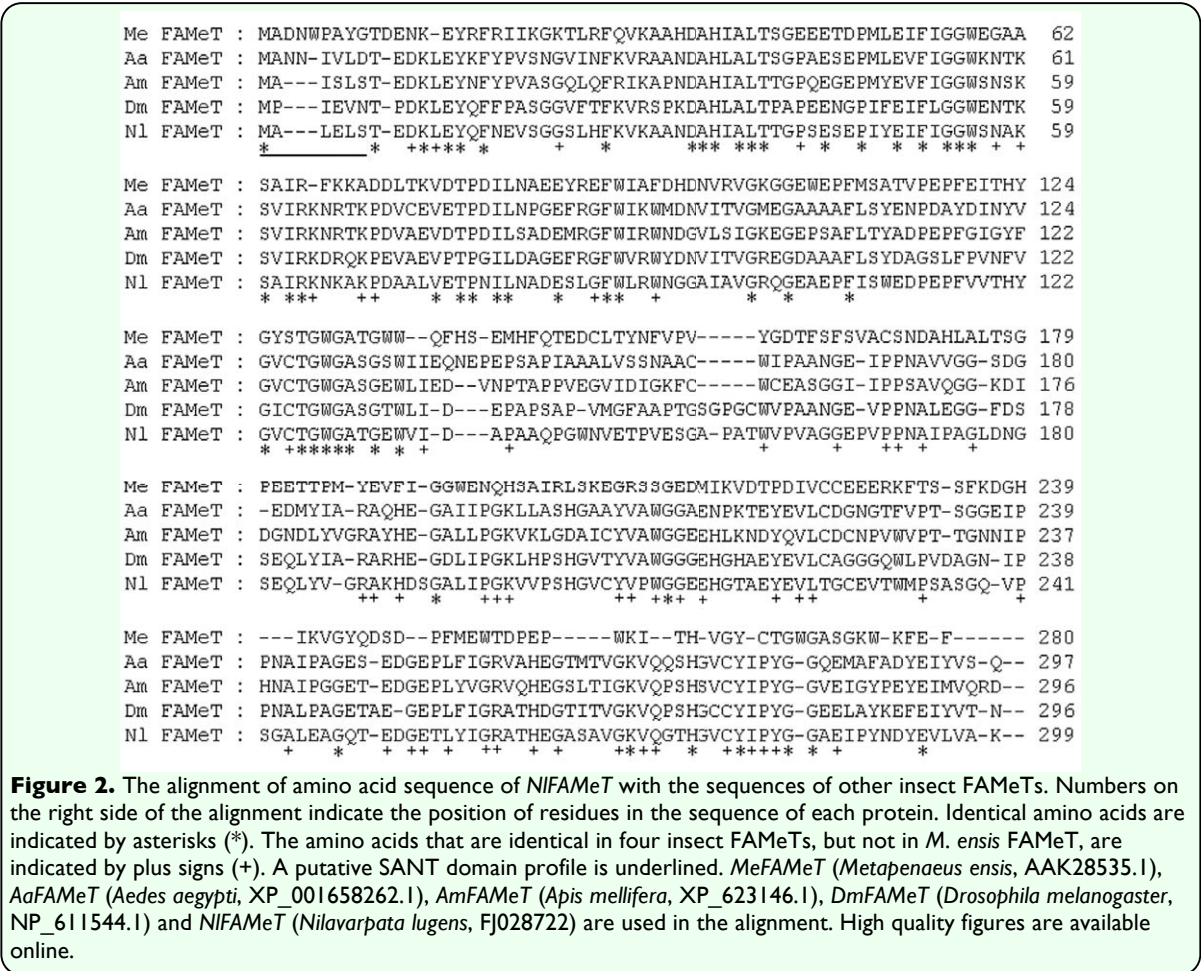 Me FAMeT : MADNWPAYGTDENK-EYRFRIIKGKTLRFQVKAAHDAHIALTSGEEETDPMLEIFIGGWEGAA 62
Aa FAMeT : MANN-IVLDT-EDKLEYKFYPVSNGVINFKVRAANDAHLALTSGPAESEPMLEVFIGGWKNTK 61
Am FAMeT : MA---ISLST-EDKLEYNFYPVASGQLQFRIKAPNDAHIALTTGPQEGEPMYEVFIGGWSNSK 59
Dm FAMeT : MP---IEVNT-PDKLEYQFFPASGGVFTFKVRSPKDAHLALTPAPEENGPIFEIFLGGWENTK 59
Nl FAMeT : MA---LELST-EDKLEYQFNEVSGGSLHFKVKAANDAHIALTTGPSESEPIYEIFIGGWSNAK 59
* * +*+** * + * *** *** + * * * * *** + +
Me FAMeT : SAIR-FKKADDLTKVDTPDILNAEEYREFWIAFDHDNVRVGKGGEWEPFMSATVPEPFEITHY 124
Aa FAMeT : SVIRKNRTKPDVCEVETPDILNPGEFRGFWIKWMDNVITVGMEGAAAAFLSYENPDAYDINYV 124
Am FAMeT : SVIRKNRTKPDVAEVDTPDILSADEMRGFWIRWNDGVLSIGKEGEPSAFLTYADPEPFGIGYF 122
Dm FAMeT : SVIRKDRQKPEVAEVPTPGILDAGEFRGFWVRWYDNVITVGREGDAAAFLSYDAGSLFPVNFV 122
Nl FAMeT : SAIRKNKAKPDAALVETPNILNADESLGFWLRWNGGAIAVGRQGEAEPFISWEDPEPFVVTHY 122
* **+ ++ * ** ** * +** + * * *
Me FAMeT : GYSTGWGATGWW--QFHS-EMHFQTEDCLTYNFVPV-----YGDTFSFSVACSNDAHLALTSG 179
Aa FAMeT : GVCTGWGASGSWIIEQNEPEPSAPIAAALVSSNAAC-----WIPAANGE-IPPNAVVGG-SDG 180
Am FAMeT : GVCTGWGASGEWLIED--VNPTAPPVEGVIDIGKFC-----WCEASGGI-IPPSAVQGG-KDI 176
Dm FAMeT : GICTGWGASGTWLI-D---EPAPSAP-VMGFAAPTGSGPGCWVPAANGE-VPPNALEGG-FDS 178
Nl FAMeT : GVCTGWGATGEWVI-D---APAAQPGWNVETPVESGA-PATWVPVAGGEPVPPNAIPAGLDNG 180
* +***** * * + + + + ++ + +
Me FAMeT : PEETTPM-YEVFI-GGWENQHSAIRLSKEGRSSGEDMIKVDTPDIVCCEEERKFTS-SFKDGH 239
Aa FAMeT : -EDMYIA-RAQHE-GAIIPGKLLASHGAAYVAWGGAENPKTEYEVLCDGNGTFVPT-SGGEIP 239
Am FAMeT : DGNDLYVGRAYHE-GALLPGKVKLGDAICYVAWGGEEHLKNDYQVLCDCNPVWVPT-TGNNIP 237
Dm FAMeT : SEQLYIA-RARHE-GDLIPGKLHPSHGVTYVAWGGGEHGHAEYEVLCAGGGQWLPVDAGN-IP 238
Nl FAMeT : SEQLYV-GRAKHDSGALIPGKVVPSHGVCYVPWGGEEHGTAEYEVLTGCEVTWMPSASGQ-VP 241
++ + * +++ ++ +*+ + + ++ + +
Me FAMeT : ---IKVGYQDSD--PFMEWTDPEP-----WKI--TH-VGY-CTGWGASGKW-KFE-F------ 280
Aa FAMeT : PNAIPAGES-EDGEPLFIGRVAHEGTMTVGKVQQSHGVCYIPYG-GQEMAFADYEIYVS-Q-- 297
Am FAMeT : HNAIPGGET-EDGEPLYVGRVQHEGSLTIGKVQPSHSVCYIPYG-GVEIGYPEYEIMVQRD-- 296
Dm FAMeT : PNALPAGETAE-GEPLFIGRATHDGTITVGKVQPSHGCCYIPYG-GEELAYKEFEIYVT-N-- 296
Nl FAMeT : SGALEAGQT-EDGETLYIGRATHEGASAVGKVQGTHGVCYIPYG-GAEIPYNDYEVLVA-K-- 299
+ * + ++ + ++ + + +*++ * +**** * * + *
Figure 2. The alignment of amino acid sequence of NlFAMeT with the sequences of other insect FAMeTs. Numbers on
the right side of the alignment indicate the position of residues in the sequence of each protein. Identical amino acids are
indicated by asterisks (*). The amino acids that are identical in four insect FAMeTs, but not in M. ensis FAMeT, are
indicated by plus signs (+). A putative SANT domain profile is underlined. MeFAMeT (Metapenaeus ensis, AAK28535.1),
AaFAMeT (Aedes aegypti, XP_001658262.1), AmFAMeT (Apis mellifera, XP_623146.1), DmFAMeT (Drosophila melanogaster,
NP_611544.1) and NlFAMeT (Nilavarpata lugens, FJ028722) are used in the alignment. High quality figures are available
online.